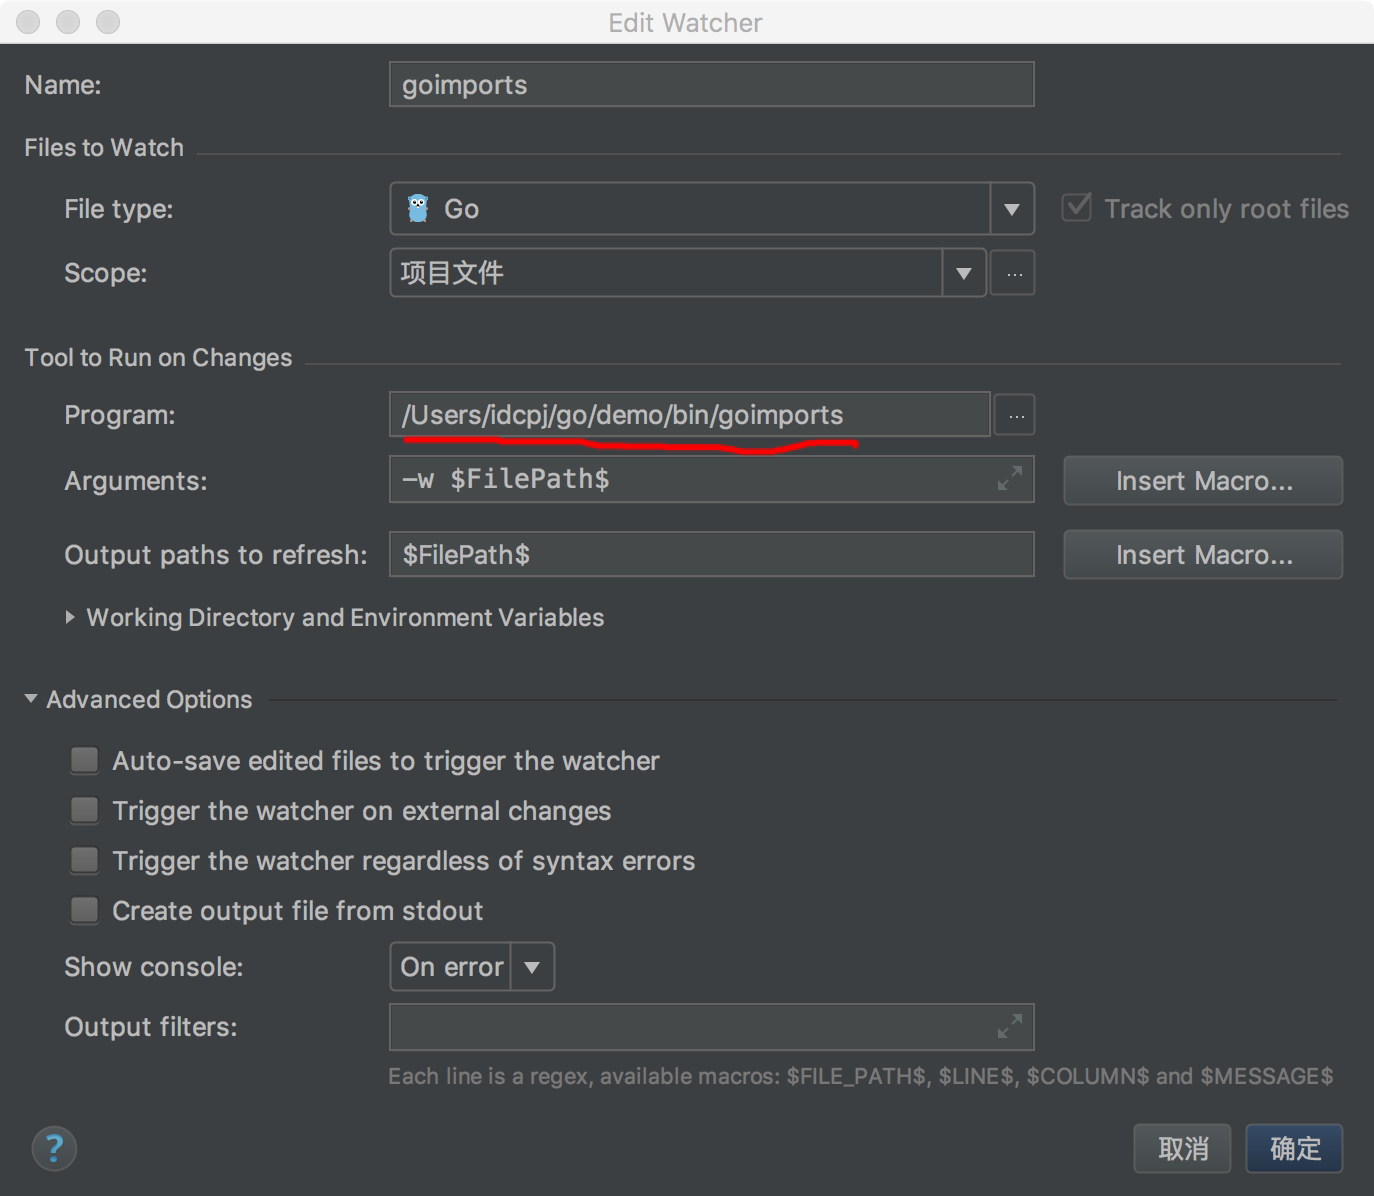 Edit Watcher
Name: goimports
Files to Watch
File type: Go Track only root files
Scope: 项目文件 ...
Tool to Run on Changes
Program: /Users/idcpj/go/demo/bin/goimports ...
Arguments: -w $FilePath$ Insert Macro...
Output paths to refresh: $FilePath$ Insert Macro...
Working Directory and Environment Variables
Advanced Options
Auto-save edited files to trigger the watcher
Trigger the watcher on external changes
Trigger the watcher regardless of syntax errors
Create output file from stdout
Show console: On error
Output filters:
Each line is a regex, available macros: $FILE_PATH$, $LINE$, $COLUMN$ and $MESSAGE$
? 取消 确定